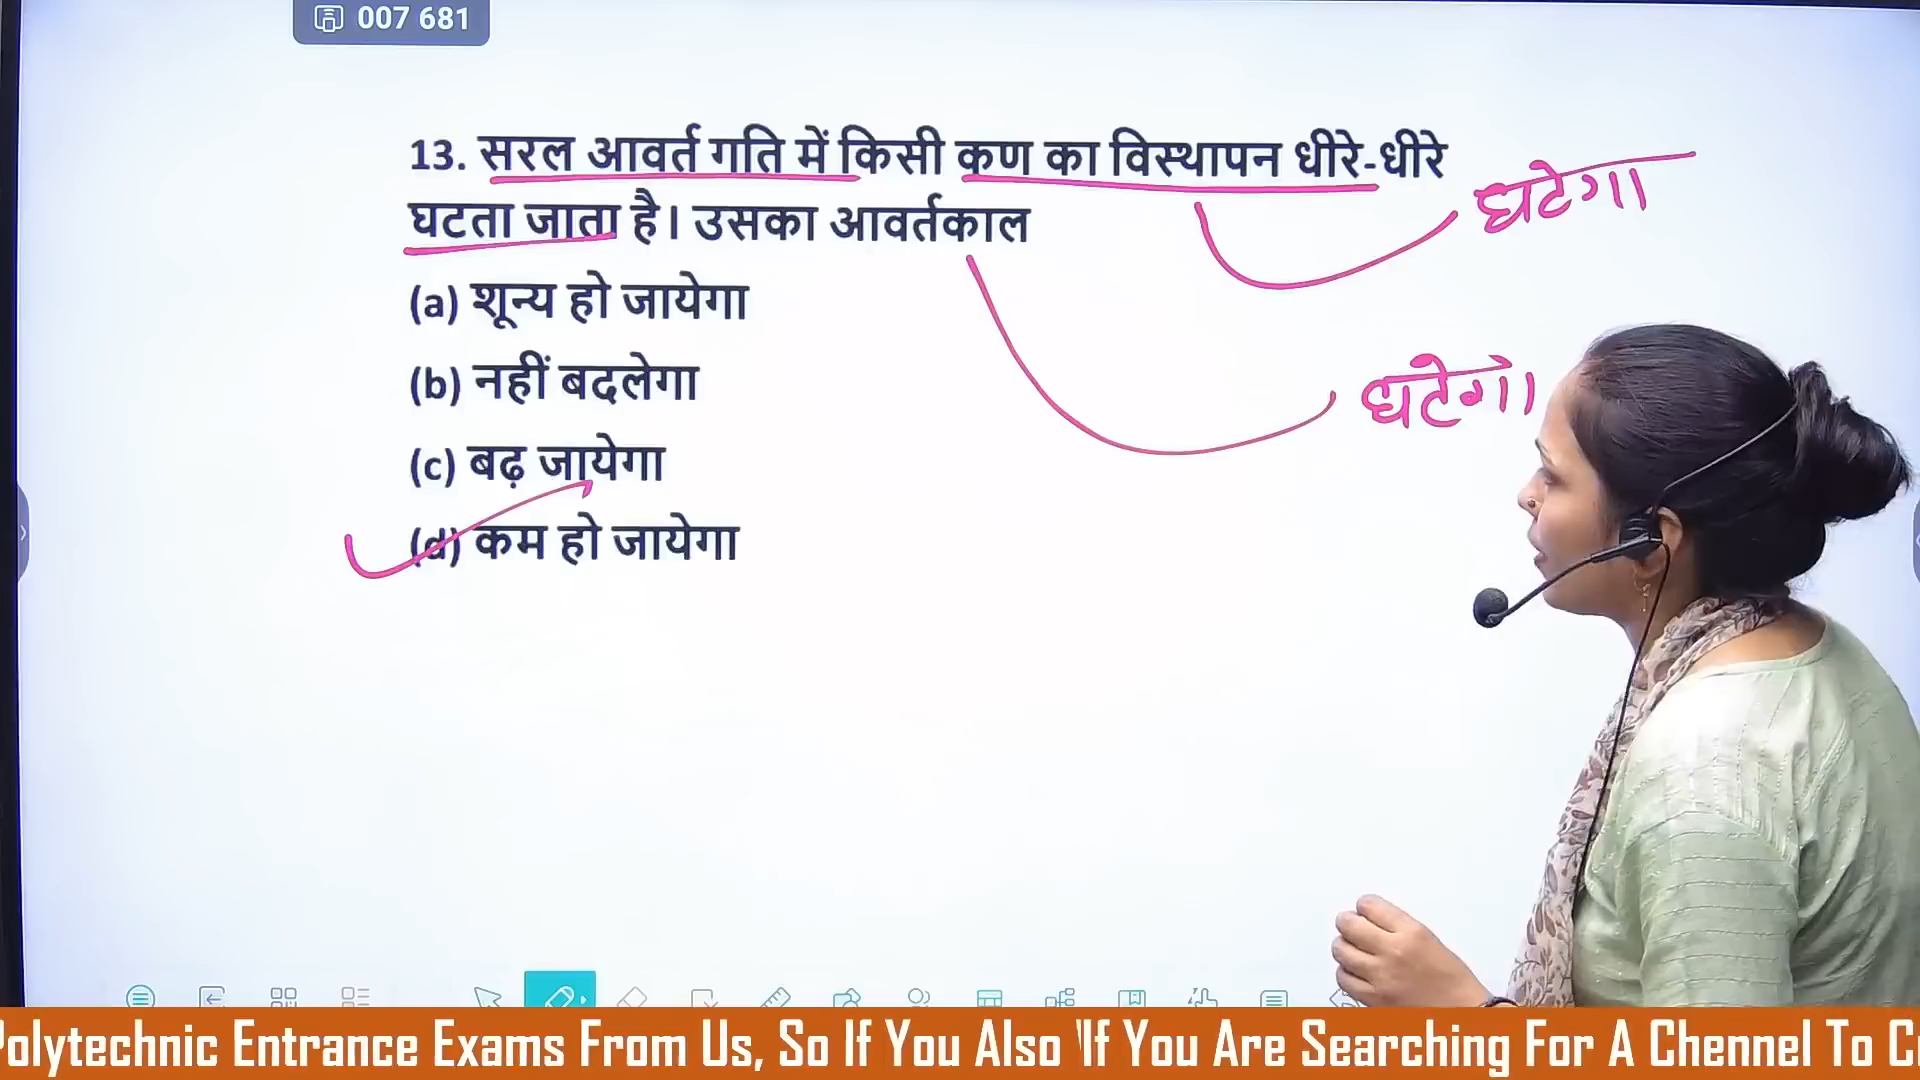 007 681
13. सरल आवर्त गति में किसी कण का विस्थापन धीरे-धीरे
घटता जाता है। उसका आवर्तकाल
घटेगा
(a) शून्य हो जायेगा
(b) नहीं बदलेगा
घटेगा
(c) बढ़ जायेगा
(d) कम हो जायेगा
Polytechnic Entrance Exams From Us, So If You Also If You Are Searching For A Chennel To